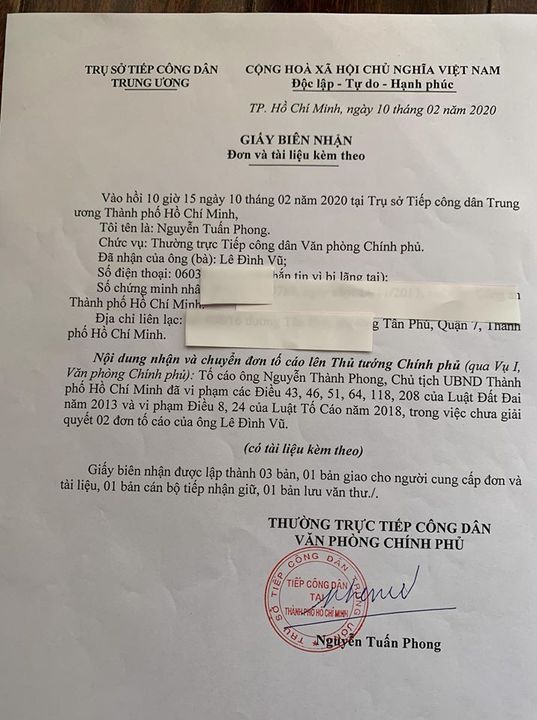 TRỤ SỞ TIẾP CÔNG DÂN
TRUNG ƯƠNG
CỘNG HOÀ XÃ HỘI CHỦ NGHĨA VIỆT NAM
Độc lập - Tự do - Hạnh phúc
TP. Hồ Chí Minh, ngày 10 tháng 02 năm 2020
GIẤY BIÊN NHẬN
Đơn và tài liệu kèm theo
Vào hồi 10 giờ 15 ngày 10 tháng 02 năm 2020 tại Trụ sở Tiếp công dân Trung
ương Thành phố Hồ Chí Minh,
Tôi tên là: Nguyễn Tuấn Phong.
Chức vụ: Thường trực Tiếp công dân Văn phòng Chính phủ.
Đã nhận của ông (bà): Lê Đình Vũ;
Số điện thoại: 0603 nhắn tin vì bị lãng tai);
Số chứng minh nhân
Thành phố Hồ Chí Minh.
Địa chỉ liên lạc: Tân Phú, Quận 7, Thành
phố Hồ Chí Minh.
Nội dung nhận và chuyển đơn tố cáo lên Thủ tướng Chính phủ (qua Vụ I,
Văn phòng Chính phủ): Tố cáo ông Nguyễn Thành Phong, Chủ tịch UBND Thành
phố Hồ Chí Minh đã vi phạm các Điều 43, 46, 51, 64, 118, 208 của Luật Đất Đai
năm 2013 và vi phạm Điều 8, 24 của Luật Tố Cáo năm 2018, trong việc chưa giải
quyết 02 đơn tố cáo của ông Lê Đình Vũ.
(có tài liệu kèm theo)
Giấy biên nhận được lập thành 03 bản, 01 bản giao cho người cung cấp đơn và
tài liệu, 01 bản cán bộ tiếp nhận giữ, 01 bản lưu văn thư./.
THƯỜNG TRỰC TIẾP CÔNG DÂN
VĂN PHÒNG CHÍNH PHỦ
TRỤ SỞ TIẾP CÔNG DÂN TRUNG ƯƠNG
TIẾP CÔNG DÂN
TẠI
THÀNH PHỐ HỒ CHÍ MINH
Nguyễn Tuấn Phong